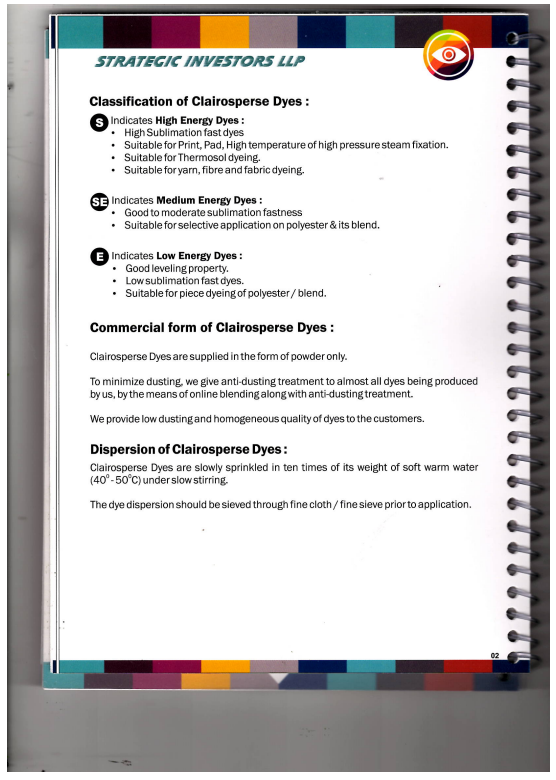 STRATEGIC INVESTORS LLP
Classification of Clairosperse Dyes :
S Indicates High Energy Dyes :
• High Sublimation fast dyes
• Suitable for Print, Pad, High temperature of high pressure steam fixation.
• Suitable for Thermosol dyeing.
• Suitable for yarn, fibre and fabric dyeing.
SE Indicates Medium Energy Dyes :
• Good to moderate sublimation fastness
• Suitable for selective application on polyester & its blend.
E Indicates Low Energy Dyes :
• Good leveling property.
• Low sublimation fast dyes.
• Suitable for piece dyeing of polyester / blend.
Commercial form of Clairosperse Dyes :
Clairosperse Dyes are supplied in the form of powder only.
To minimize dusting, we give anti-dusting treatment to almost all dyes being produced
by us, by the means of online blending along with anti-dusting treatment.
We provide low dusting and homogeneous quality of dyes to the customers.
Dispersion of Clairosperse Dyes :
Clairosperse Dyes are slowly sprinkled in ten times of its weight of soft warm water
(40° - 50°C) under slow stirring.
The dye dispersion should be sieved through fine cloth / fine sieve prior to application.
02